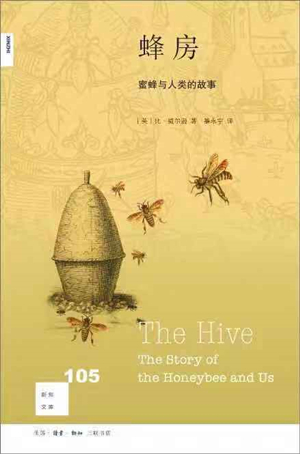 蜂房
蜜蜂与人类的故事
［英］比·威尔逊 著 暴永宁 译
The Hive
The Story of
the Honeybee and Us
105
新知
文库
生活·读书·新知 三联书店